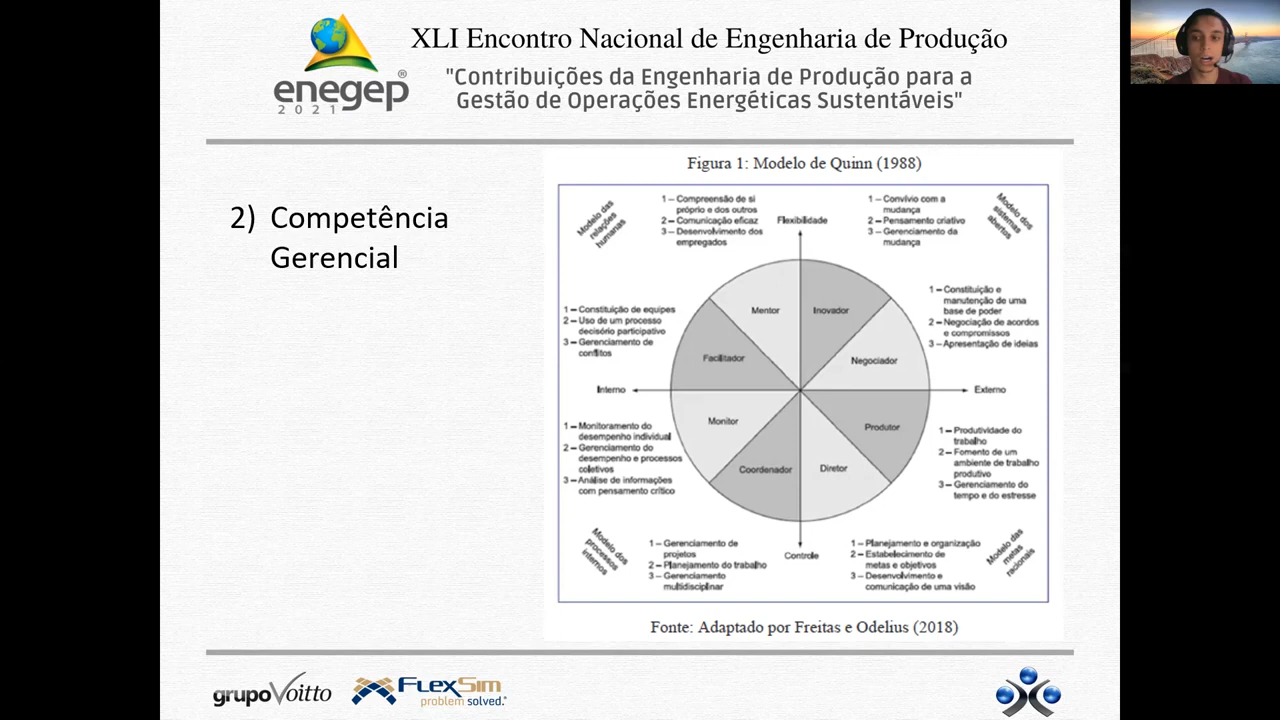 XLI Encontro Nacional de Engenharia de Produção
"Contribuições da Engenharia de Produção para a
Gestão de Operações Energéticas Sustentáveis"
enegep®
2021
2) Competência
Gerencial
Figura 1: Modelo de Quinn (1988)
Modelo das
relações
humanas
1 – Compreensão de si
próprio e dos outros
2 – Comunicação eficaz
3 – Desenvolvimento dos
empregados
Flexibilidade
1 – Convívio com a
mudança
2 – Pensamento criativo
3 – Gerenciamento da
mudança
Modelo dos
sistemas
abertos
1 – Constituição de equipes
2 – Uso de um processo
decisório participativo
3 – Gerenciamento de
conflitos
Mentor
Inovador
Facilitador
Negociador
1 – Constituição e
manutenção de uma
base de poder
2 – Negociação de acordos
e compromissos
3 – Apresentação de ideias
Interno
Externo
1 – Monitoramento do
desempenho individual
2 – Gerenciamento do
desempenho e processos
coletivos
3 – Análise de informações
com pensamento crítico
Monitor
Coordenador
Diretor
Produtor
1 – Produtividade do
trabalho
2 – Fomento de um
ambiente de trabalho
produtivo
3 – Gerenciamento do
tempo e do estresse
Modelo dos
processos
internos
1 – Gerenciamento de
projetos
2 – Planejamento do trabalho
3 – Gerenciamento
multidisciplinar
Controle
1 – Planejamento e organização
2 – Estabelecimento de
metas e objetivos
3 – Desenvolvimento e
comunicação de uma visão
Modelo das
metas
racionais
Fonte: Adaptado por Freitas e Odelius (2018)
grupoVoitto
FlexSim
problem solved.®